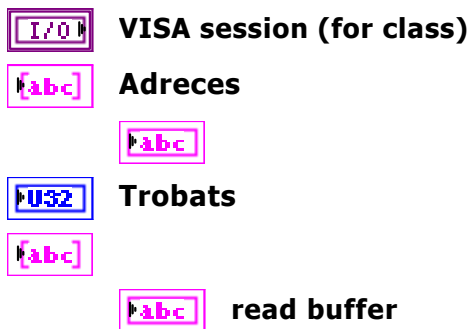 I/O VISA session (for class)
[abc] Adreces
abc
U32 Trobats
[abc]
abc read buffer